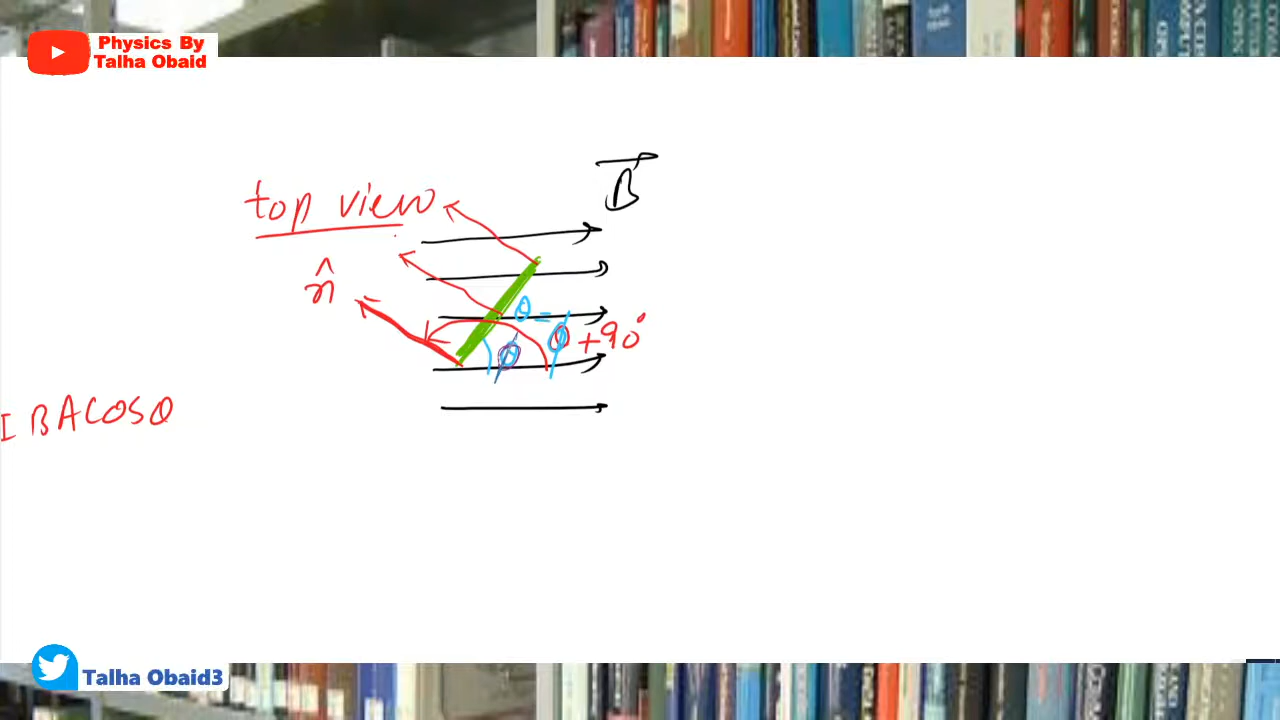 Physics By
Talha Obaid
B
top view
n̂
θ =
θ
ϕ
θ +90°
I BACOSθ
Talha Obaid3